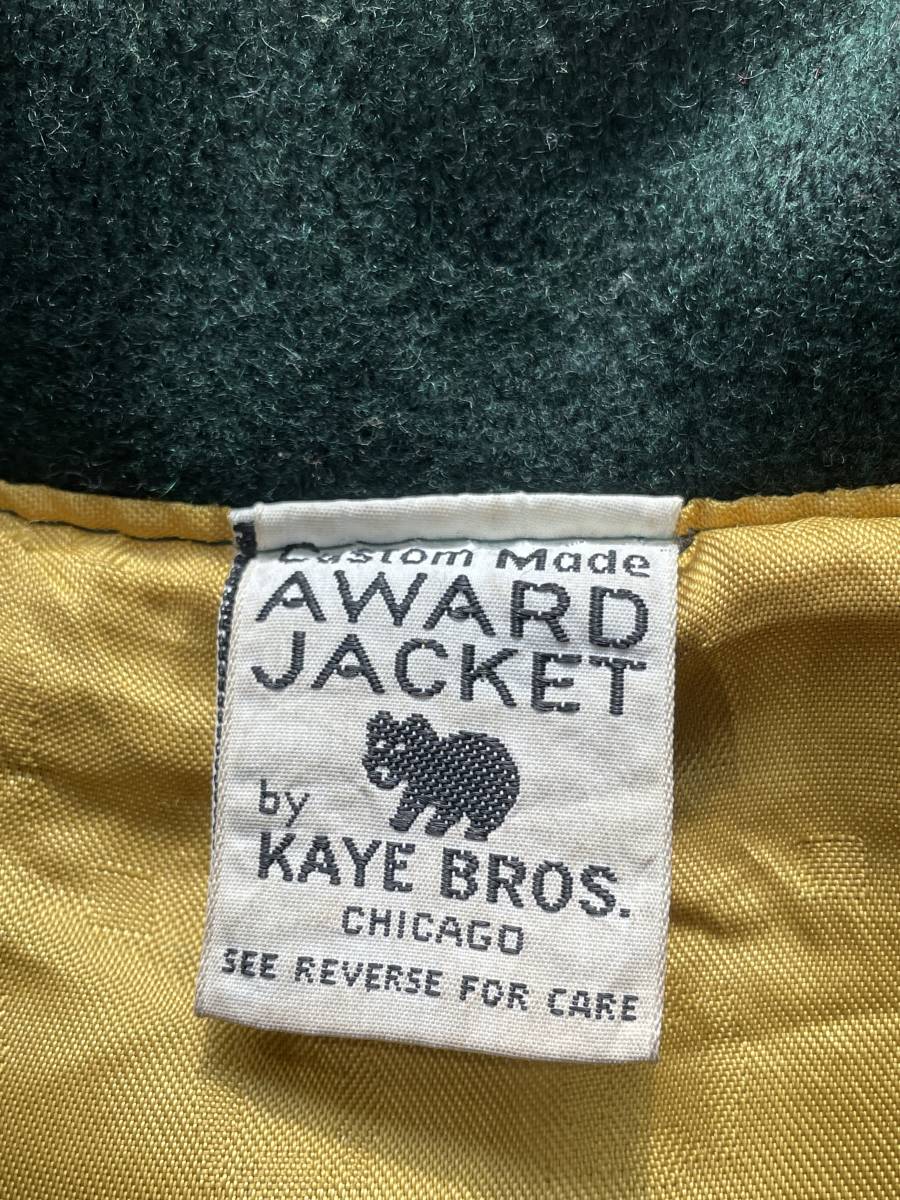 Custom Made
AWARD
JACKET
by
KAYE BROS.
CHICAGO
SEE REVERSE FOR CARE